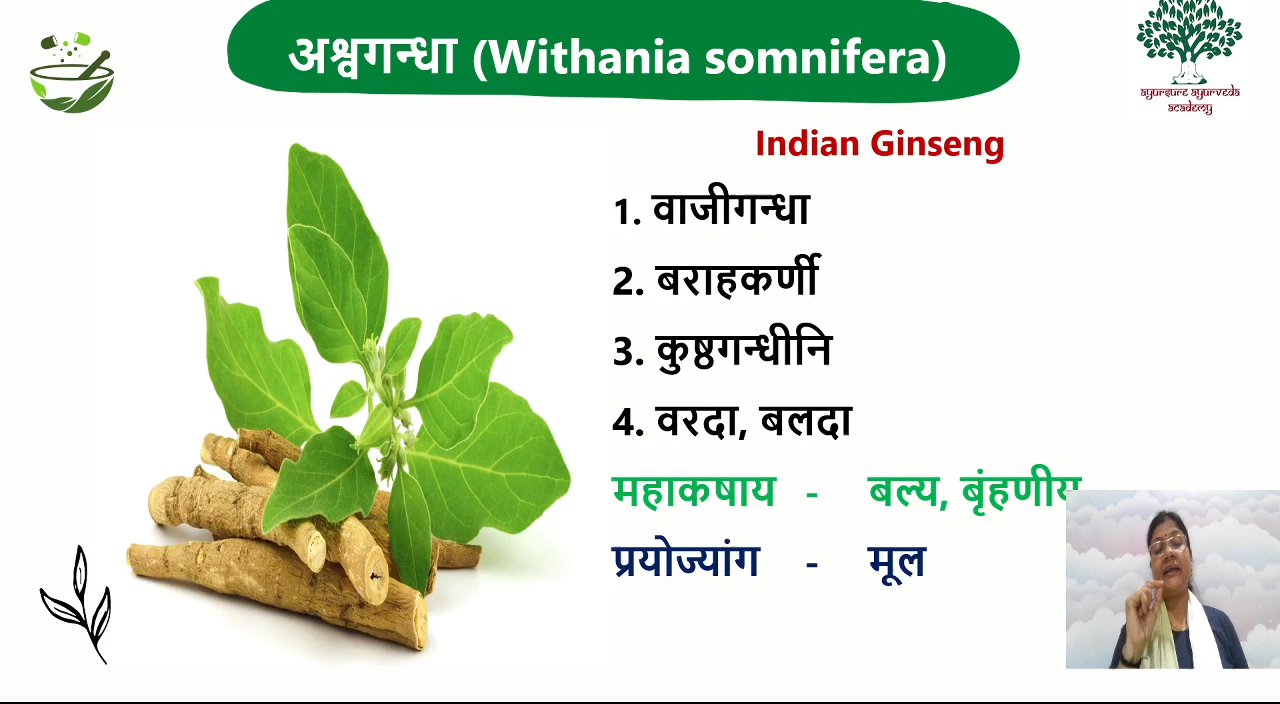 अश्वगन्धा (Withania somnifera)
ayursure ayurveda
academy
Indian Ginseng
1. वाजीगन्धा
2. बराहकर्णी
3. कुष्ठगन्धीनि
4. वरदा, बलदा
महाकषाय - बल्य, बृंहणीय
प्रयोज्यांग - मूल